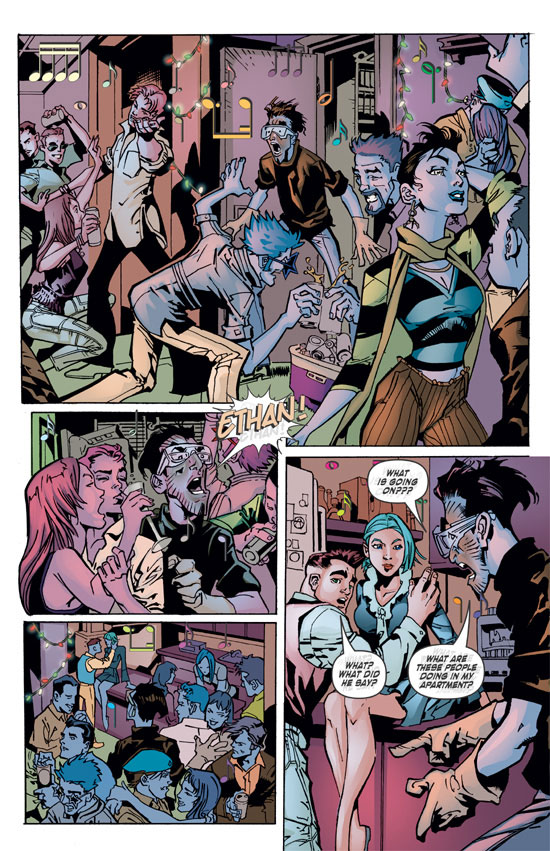 ETHAN!
WHAT
IS GOING
ON???
WHAT?
WHAT DID
HE SAY?
WHAT ARE
THESE PEOPLE
DOING IN MY
APARTMENT?